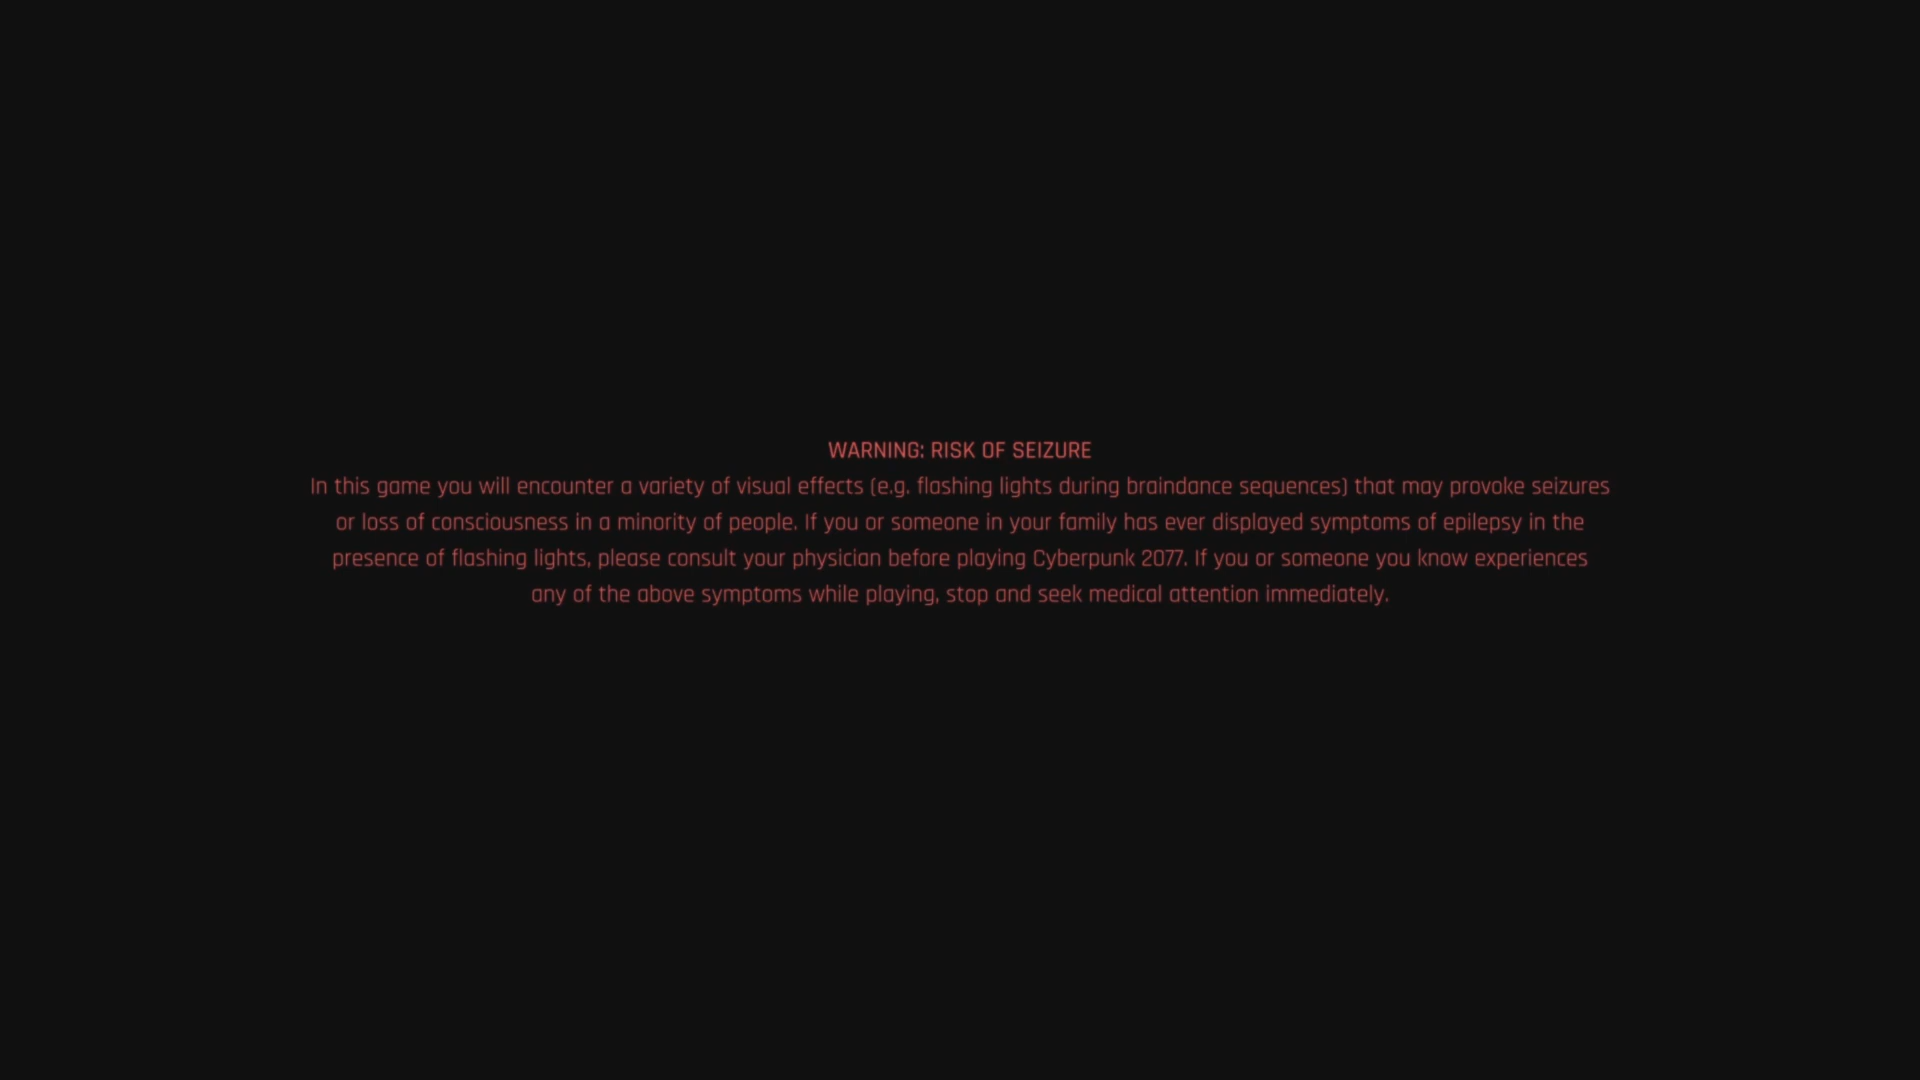 WARNING: RISK OF SEIZURE
In this game you will encounter a variety of visual effects (e.g. flashing lights during braindance sequences) that may provoke seizures
or loss of consciousness in a minority of people. If you or someone in your family has ever displayed symptoms of epilepsy in the
presence of flashing lights, please consult your physician before playing Cyberpunk 2077. If you or someone you know experiences
any of the above symptoms while playing, stop and seek medical attention immediately.